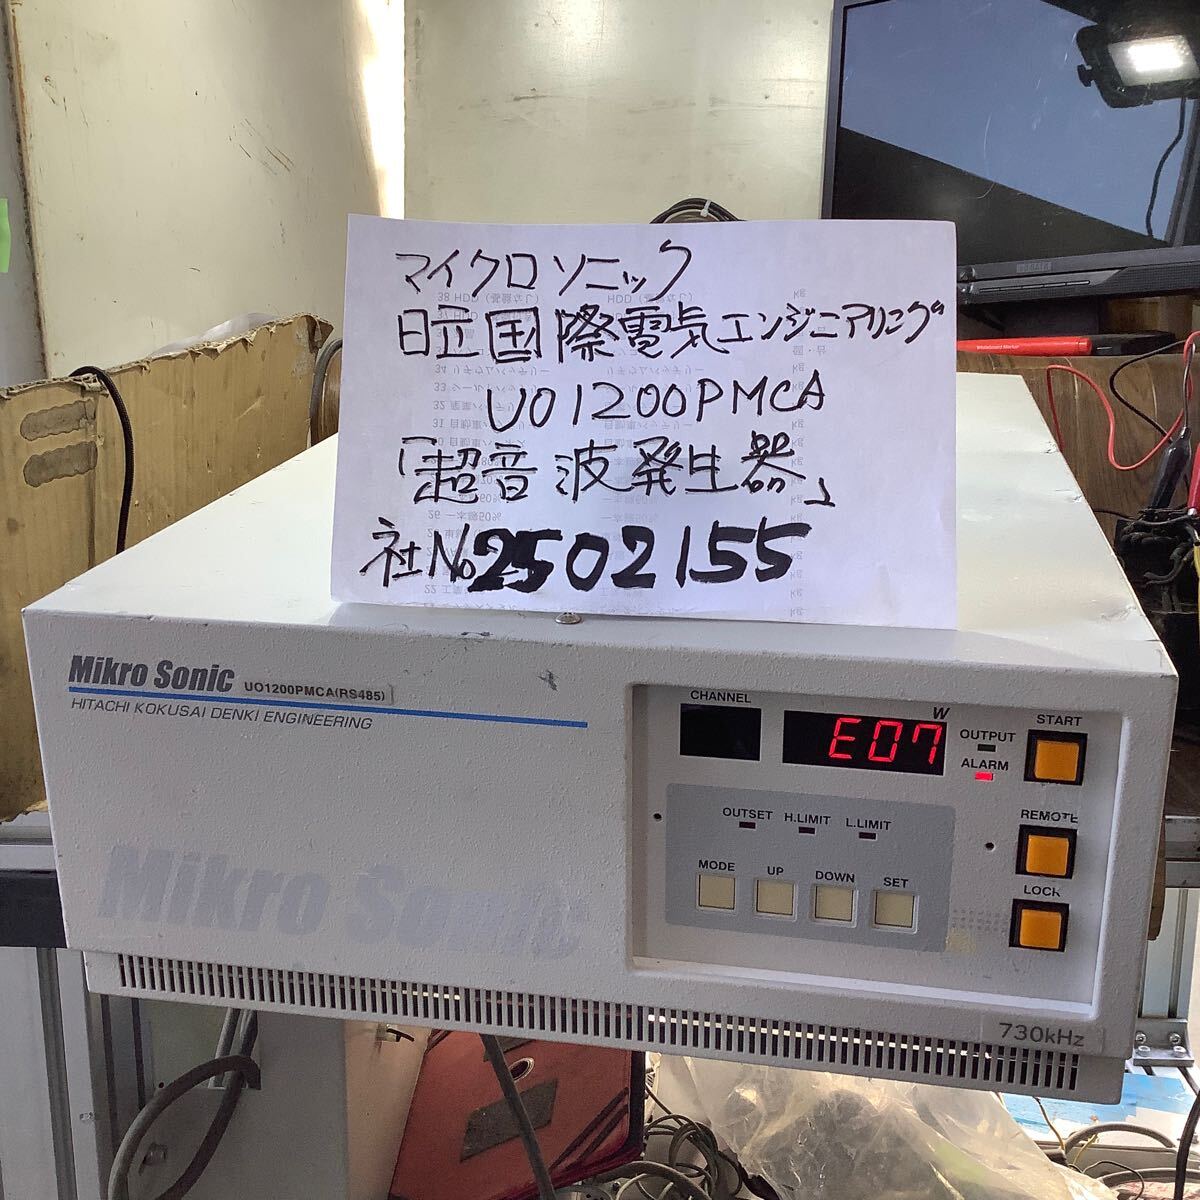 マイクロソニック
日立国際電気エンジニアリング
UO1200PMCA
「超音波発生器」
社No2502155
Mikro Sonic UO1200PMCA(RS485)
HITACHI KOKUSAI DENKI ENGINEERING
Mikro Sonic
CHANNEL
W
E07
OUTPUT
ALARM
START
OUTSET H.LIMIT L.LIMIT
REMOTE
MODE UP DOWN SET
LOCK
730kHz